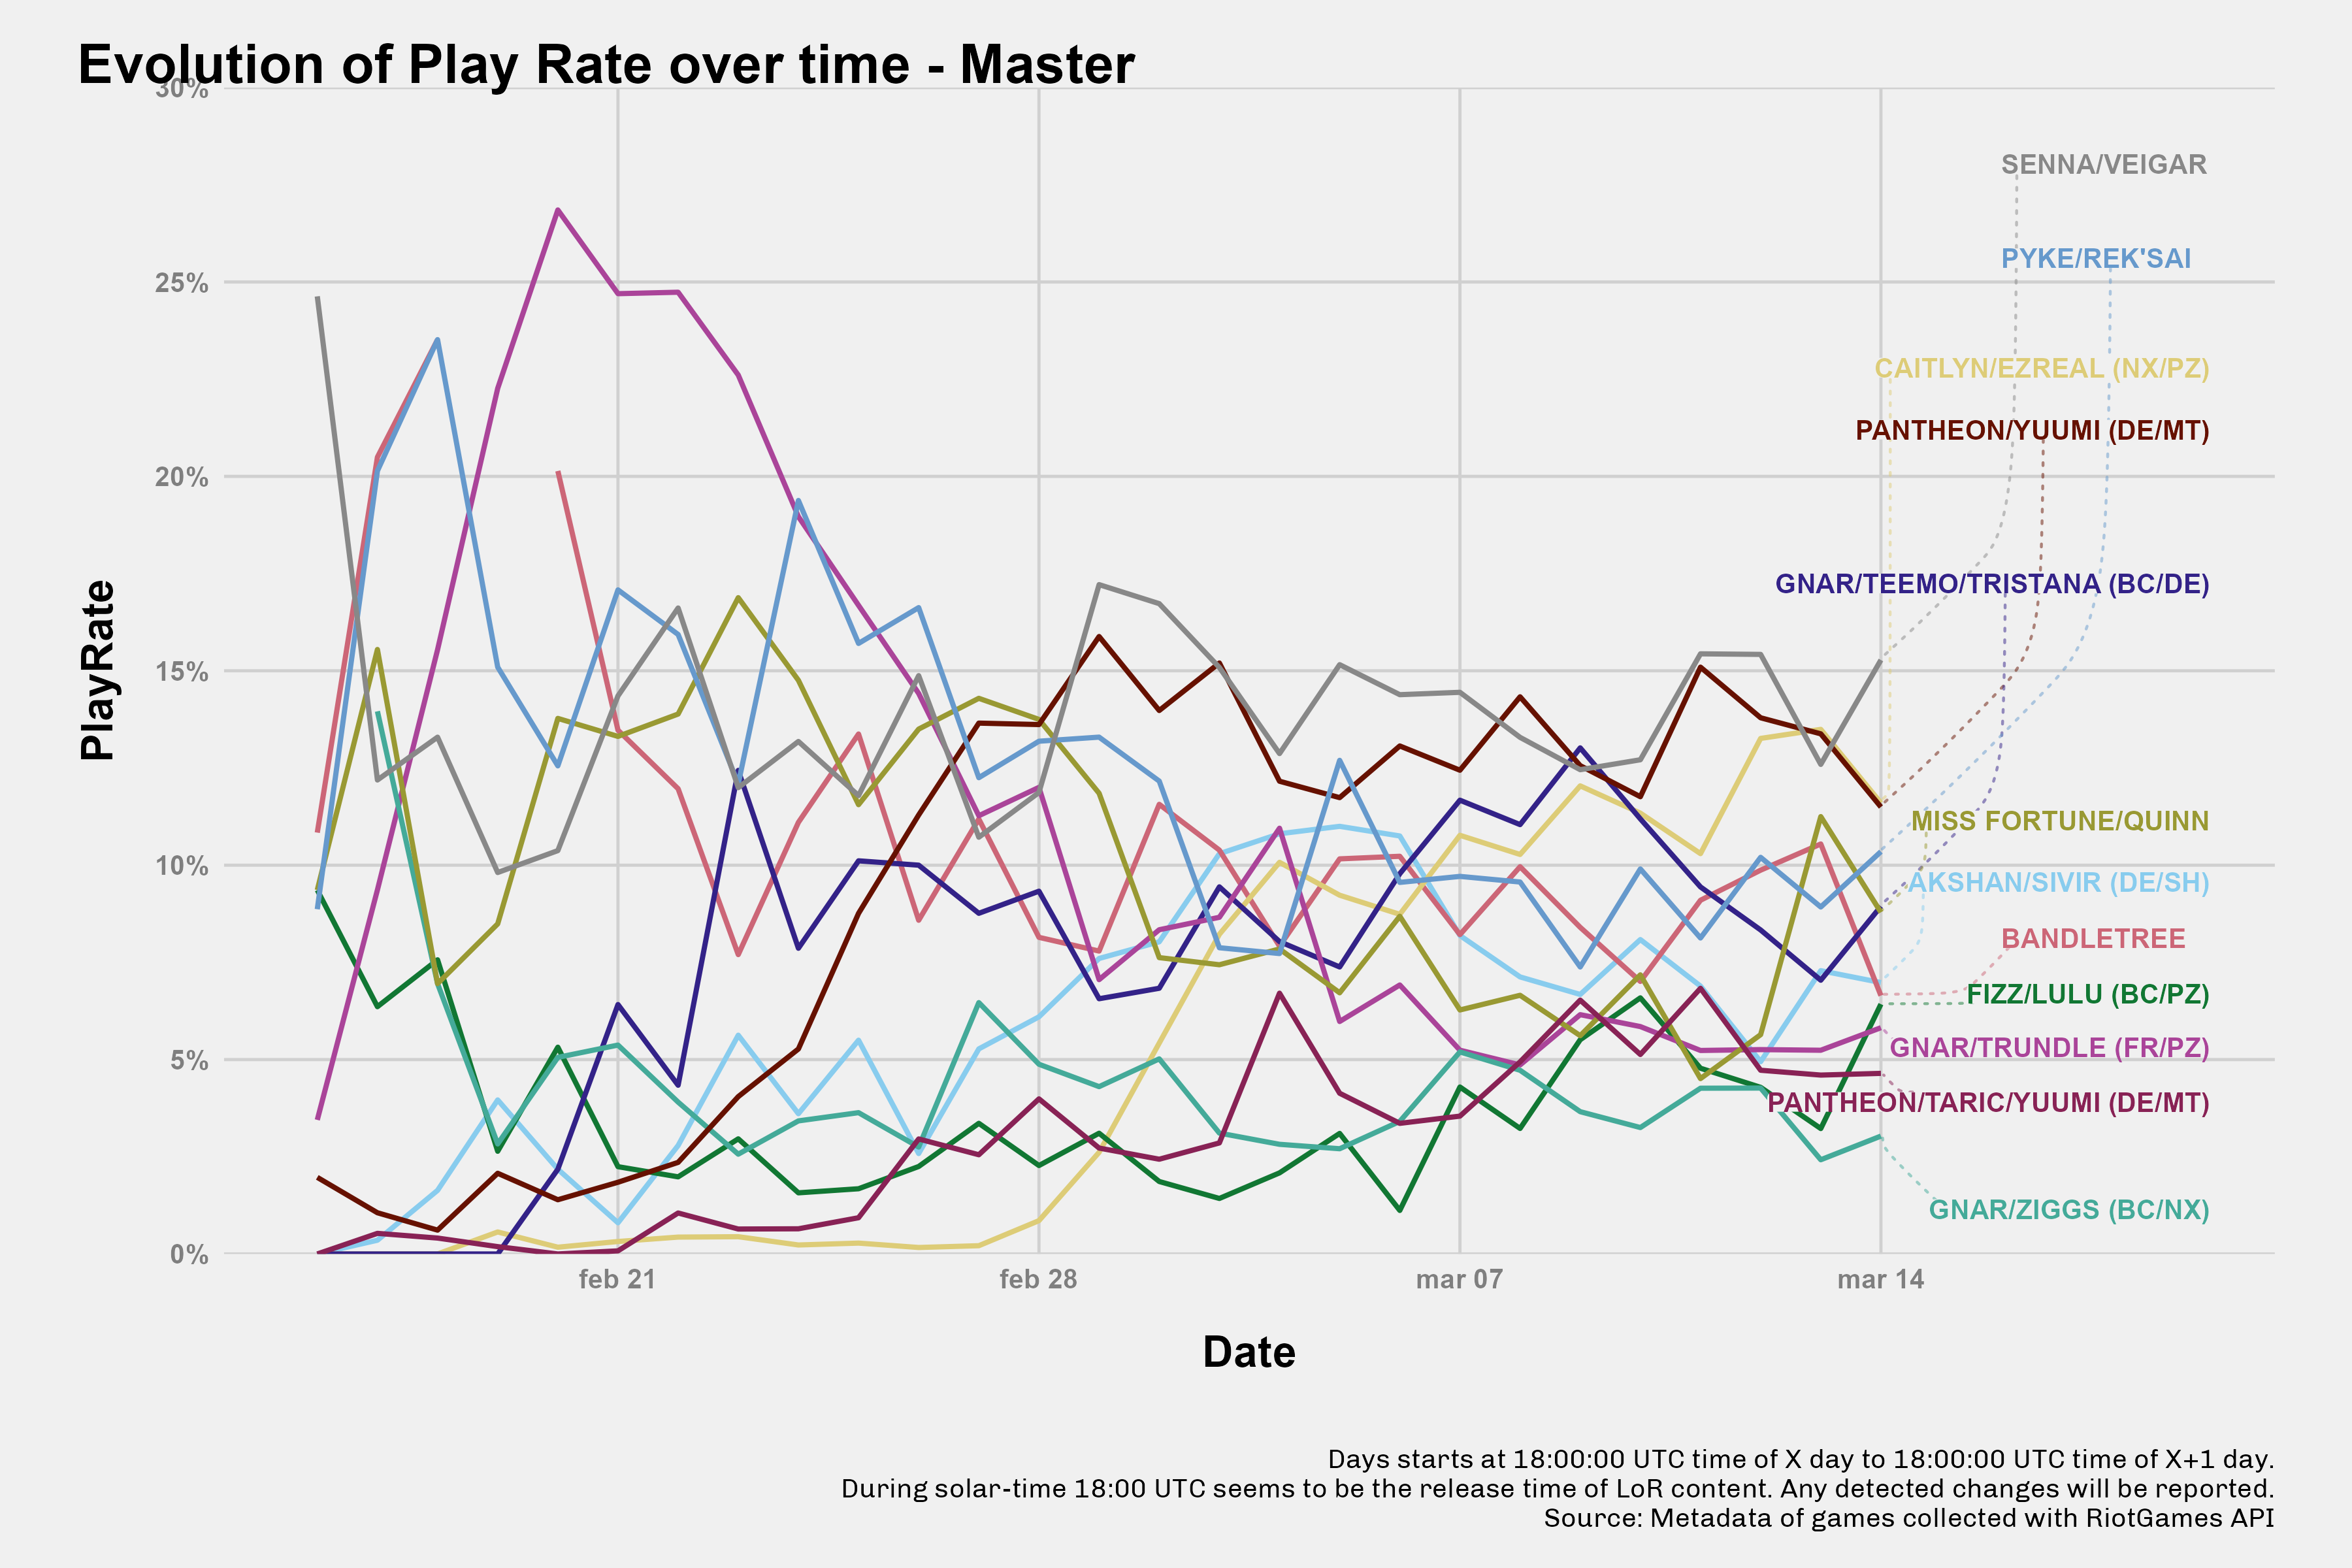 Evolution of Play Rate over time - Master
30%
25%
20%
15%
10%
5%
0%
PlayRate
SENNA/VEIGAR
PYKE/REK'SAI
CAITLYN/EZREAL (NX/PZ)
PANTHEON/YUUMI (DE/MT)
GNAR/TEEMO/TRISTANA (BC/DE)
MISS FORTUNE/QUINN
AKSHAN/SIVIR (DE/SH)
BANDLETREE
FIZZ/LULU (BC/PZ)
GNAR/TRUNDLE (FR/PZ)
PANTHEON/TARIC/YUUMI (DE/MT)
GNAR/ZIGGS (BC/NX)
feb 21
feb 28
mar 07
mar 14
Date
Days starts at 18:00:00 UTC time of X day to 18:00:00 UTC time of X+1 day.
During solar-time 18:00 UTC seems to be the release time of LoR content. Any detected changes will be reported.
Source: Metadata of games collected with RiotGames API